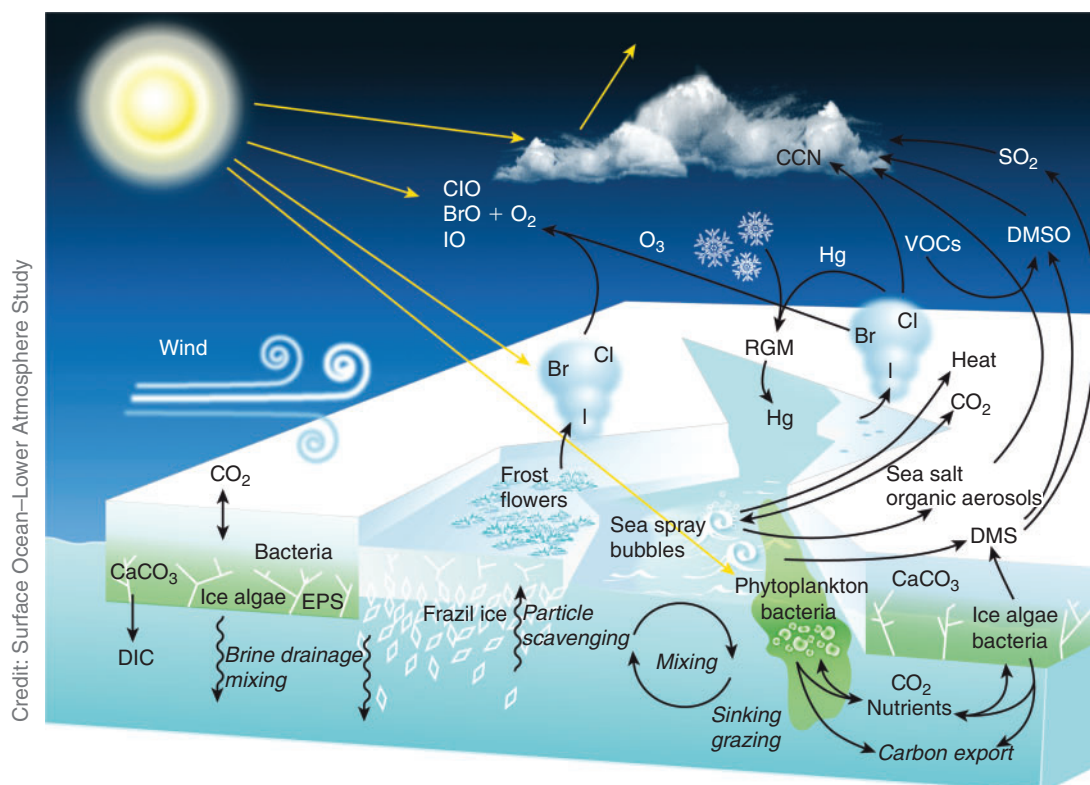 Credit: Surface Ocean–Lower Atmosphere Study
CCN
SO2
ClO
BrO + O2
IO
O3
Hg
VOCs
DMSO
Wind
Br
Cl
I
RGM
Hg
Br
Cl
I
Heat
CO2
CO2
Frost
flowers
Sea spray
bubbles
Sea salt
organic aerosols
DMS
Bacteria
CaCO3
Ice algae
EPS
Frazil ice
Particle
scavenging
Phytoplankton
bacteria
CaCO3
Ice algae
bacteria
DIC
Brine drainage
mixing
Mixing
Sinking
grazing
CO2
Nutrients
Carbon export